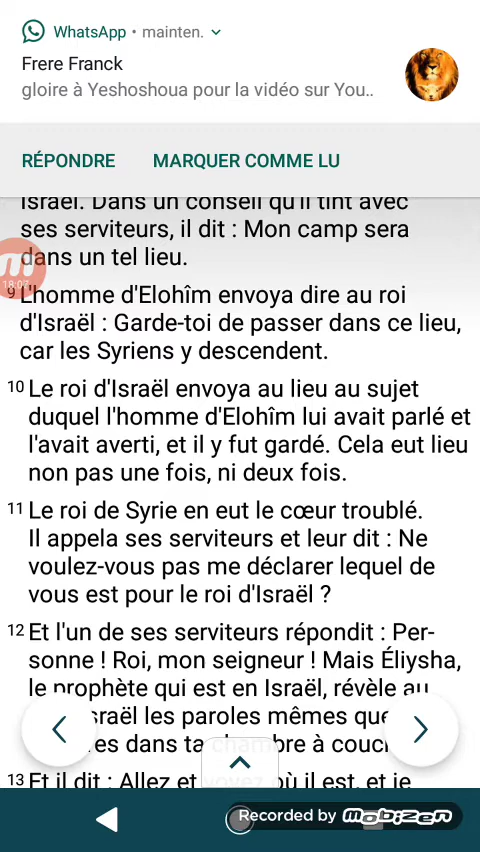 WhatsApp • mainten.
Frere Franck
gloire à Yeshoshoua pour la vidéo sur You..
RÉPONDRE MARQUER COMME LU
Israël. Dans un conseil qu'il tint avec
ses serviteurs, il dit : Mon camp sera
dans un tel lieu.
18:07
9 L'homme d'Elohîm envoya dire au roi
d'Israël : Garde-toi de passer dans ce lieu,
car les Syriens y descendent.
10 Le roi d'Israël envoya au lieu au sujet
duquel l'homme d'Elohîm lui avait parlé et
l'avait averti, et il y fut gardé. Cela eut lieu
non pas une fois, ni deux fois.
11 Le roi de Syrie en eut le cœur troublé.
Il appela ses serviteurs et leur dit : Ne
voulez-vous pas me déclarer lequel de
vous est pour le roi d'Israël ?
12 Et l'un de ses serviteurs répondit : Per-
sonne ! Roi, mon seigneur ! Mais Éliysha,
le prophète qui est en Israël, révèle au
sraël les paroles mêmes que
es dans ta chambre à couc
13 Et il dit : Allez et voyez où il est, et je
Recorded by mobizen